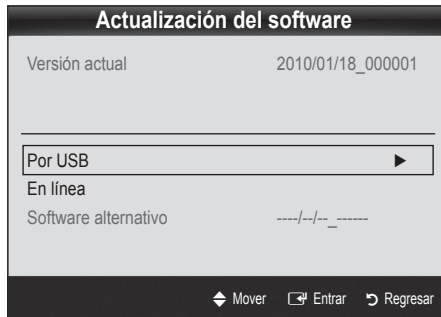 Actualización del software
Versión actual 2010/01/18_000001
Por USB ►
En línea
Software alternativo ----/--/--_------
Mover Entrar Regresar